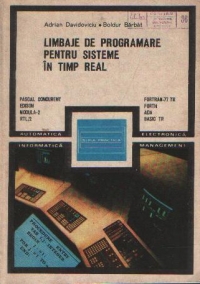 Adrian Davidoviciu • Boldur Bărbat
LIMBAJE DE PROGRAMARE
PENTRU SISTEME
ÎN TIMP REAL
PASCAL CONCURENT
EDISON
MODULA-2
RTL/2
FORTRAN-77 TR
FORTH
ADA
BASIC TR
AUTOMATICA
ELECTRONICA
INFORMATICA
MANAGEMENT